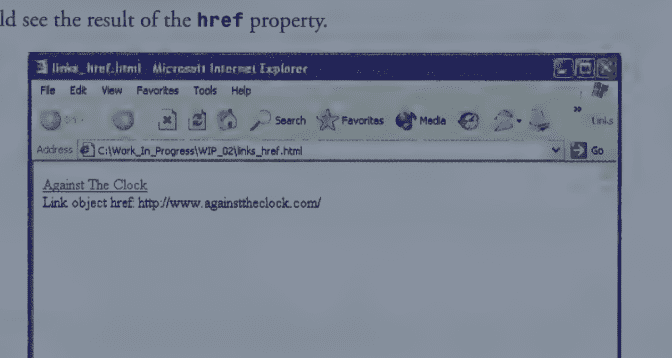 ld see the result of the href property.
links_href.html Microsoft Internet Explorer
File Edit View Favorites Tools Help
Search Favorites Media Links
Address C:\Work_In_Progress\WIP_02\links_href.html Go
Against The Clock
Link object href: http://www.againsttheclock.com/